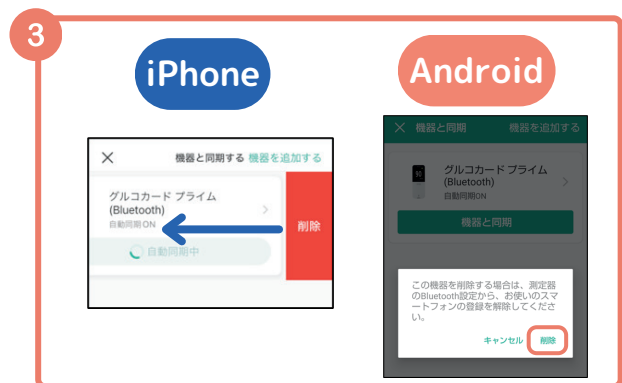 3
iPhone
Android
機器と同期する 機器を追加する
グルコカード プライム
(Bluetooth)
自動同期ON
自動同期中
削除
機器と同期 機器を追加する
グルコカード プライム
(Bluetooth)
自動同期ON
機器と同期
この機器を削除する場合は、測定器
のBluetooth設定から、お使いのスマ
ートフォンの登録を解除してくださ
い。
キャンセル 削除